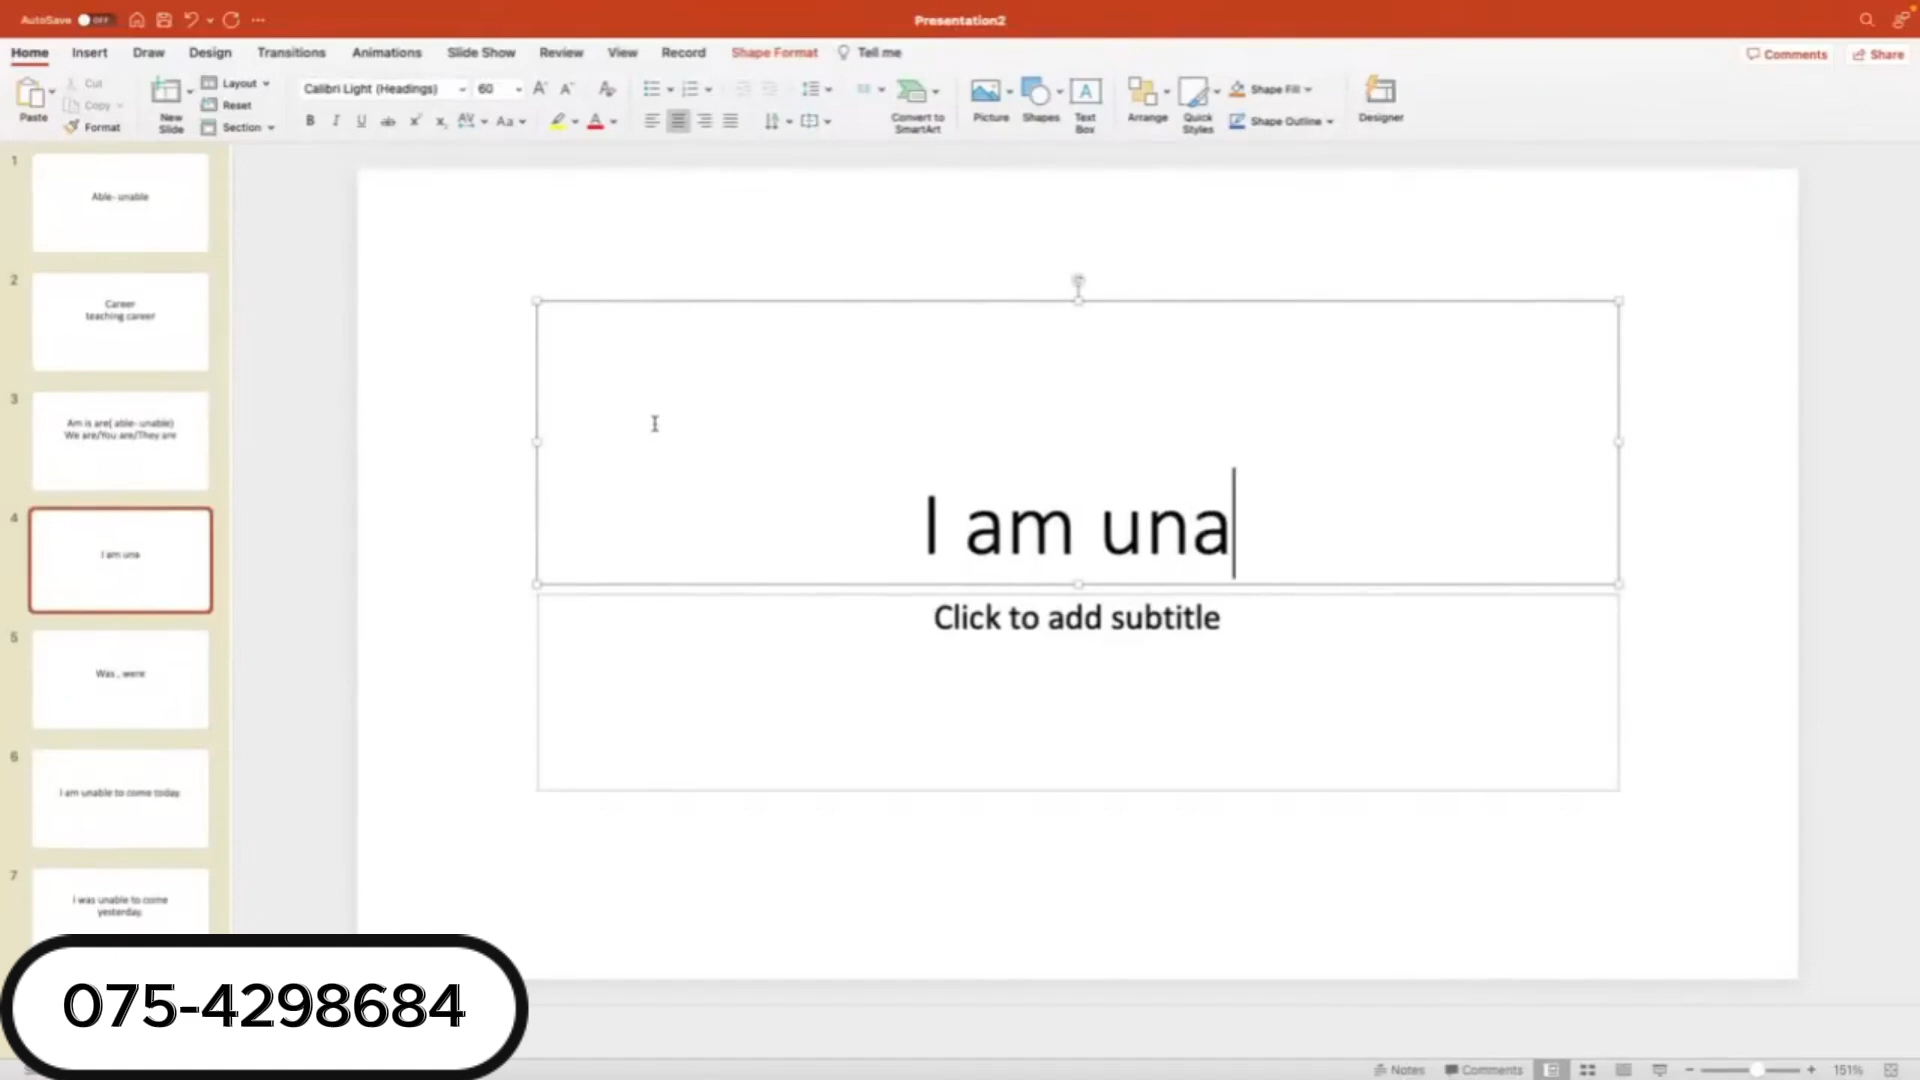 AutoSave OFF
Presentation2
Home Insert Draw Design Transitions Animations Slide Show Review View Record Shape Format Tell me
Comments Share
Paste
Cut
Copy
Format
New Slide
Layout
Reset
Section
Calibri Light (Headings) 60
Convert to SmartArt
Picture
Shapes
Text Box
Arrange
Quick Styles
Shape Fill
Shape Outline
Designer
1
Able- unable
2
Career
teaching career
3
Am is are( able- unable)
We are/You are/They are
4
I am una
5
Was , were
6
I am unable to come today
7
I was unable to come
yesterday.
I am una
Click to add subtitle
075-4298684
Notes Comments 151%